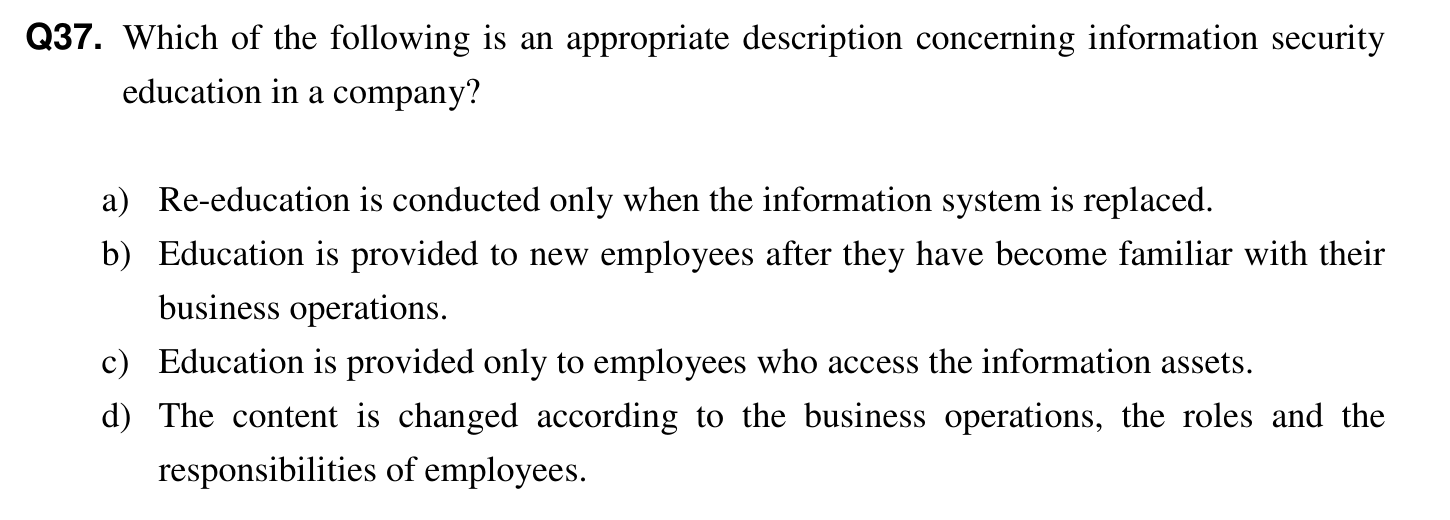 Q37. Which of the following is an appropriate description concerning information security
education in a company?
a) Re-education is conducted only when the information system is replaced.
b) Education is provided to new employees after they have become familiar with their
business operations.
c) Education is provided only to employees who access the information assets.
d) The content is changed according to the business operations, the roles and the
responsibilities of employees.